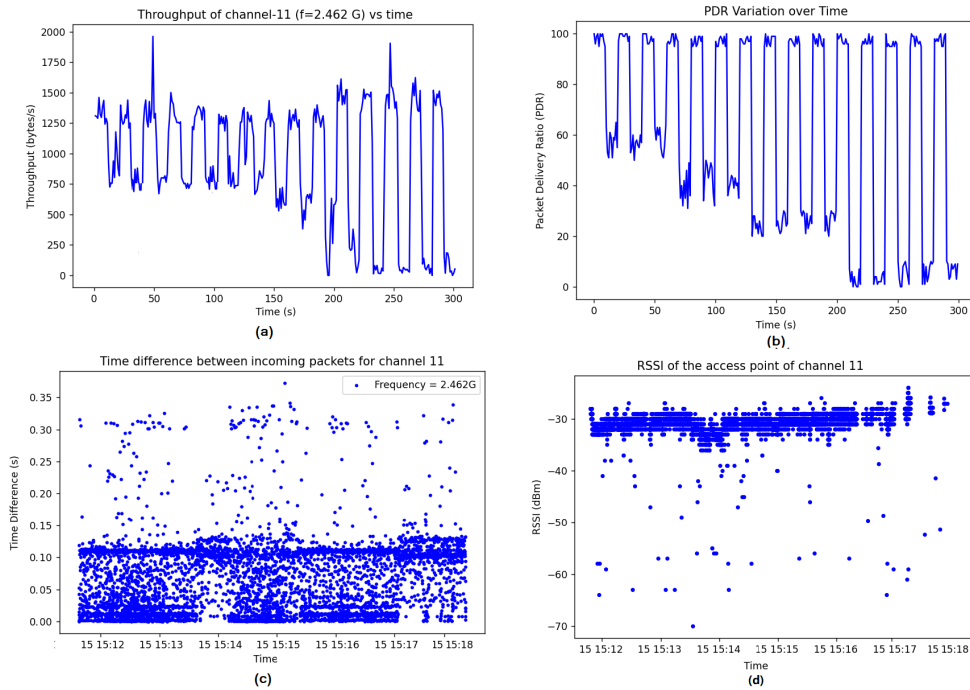 Throughput of channel-11 (f=2.462 G) vs time
2000
1750
1500
1250
1000
750
500
250
0
Throughput (bytes/s)
0 50 100 150 200 250 300
Time (s)
(a)
PDR Variation over Time
100
80
60
40
20
0
Packet Delivery Ratio (PDR)
0 50 100 150 200 250 300
Time (s)
(b)
Time difference between incoming packets for channel 11
Frequency = 2.462G
0.35
0.30
0.25
0.20
0.15
0.10
0.05
0.00
Time Difference (s)
15 15:12 15 15:13 15 15:14 15 15:15 15 15:16 15 15:17 15 15:18
Time
(c)
RSSI of the access point of channel 11
−30
−40
−50
−60
−70
RSSI (dBm)
15 15:12 15 15:13 15 15:14 15 15:15 15 15:16 15 15:17 15 15:18
Time
(d)